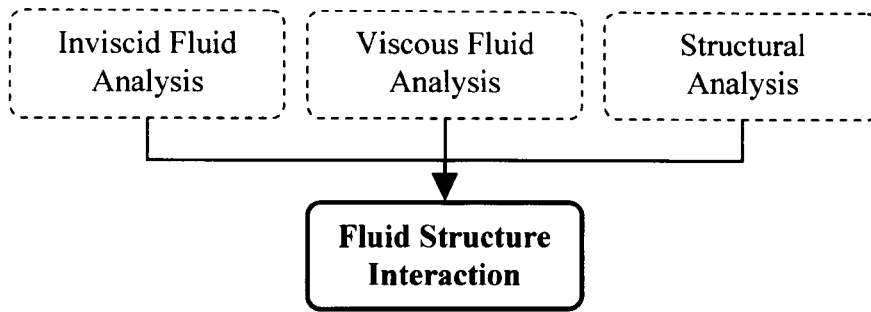 Inviscid Fluid
Analysis
Viscous Fluid
Analysis
Structural
Analysis
Fluid Structure
Interaction